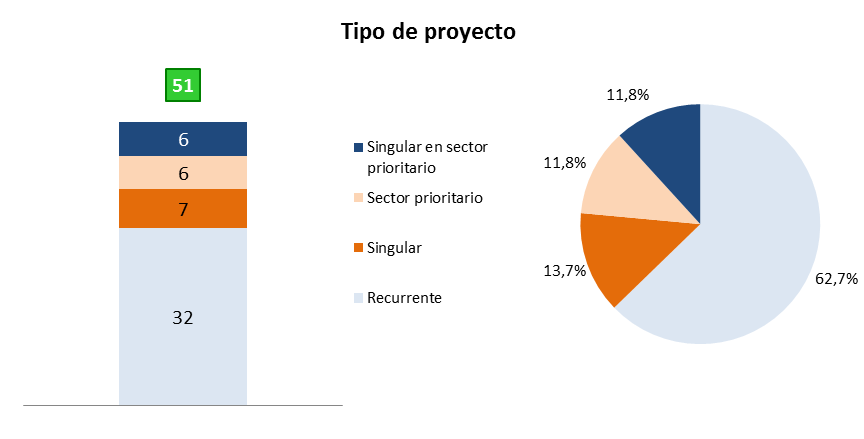 Tipo de proyecto
51
6
6
7
32
Singular en sector
prioritario
Sector prioritario
Singular
Recurrente
11,8%
11,8%
13,7%
62,7%